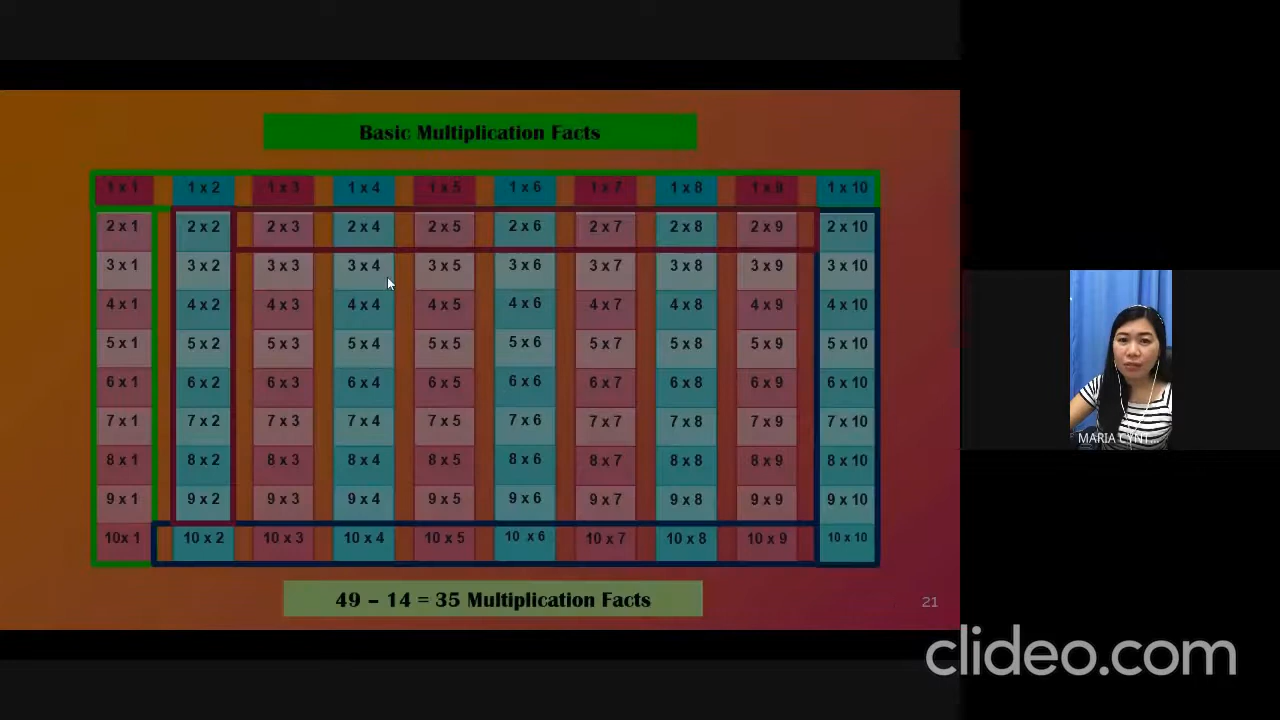 Basic Multiplication Facts
1 x 1 1 x 2 1 x 3 1 x 4 1 x 5 1 x 6 1 x 7 1 x 8 1 x 9 1 x 10
2 x 1 2 x 2 2 x 3 2 x 4 2 x 5 2 x 6 2 x 7 2 x 8 2 x 9 2 x 10
3 x 1 3 x 2 3 x 3 3 x 4 3 x 5 3 x 6 3 x 7 3 x 8 3 x 9 3 x 10
4 x 1 4 x 2 4 x 3 4 x 4 4 x 5 4 x 6 4 x 7 4 x 8 4 x 9 4 x 10
5 x 1 5 x 2 5 x 3 5 x 4 5 x 5 5 x 6 5 x 7 5 x 8 5 x 9 5 x 10
6 x 1 6 x 2 6 x 3 6 x 4 6 x 5 6 x 6 6 x 7 6 x 8 6 x 9 6 x 10
7 x 1 7 x 2 7 x 3 7 x 4 7 x 5 7 x 6 7 x 7 7 x 8 7 x 9 7 x 10
8 x 1 8 x 2 8 x 3 8 x 4 8 x 5 8 x 6 8 x 7 8 x 8 8 x 9 8 x 10
9 x 1 9 x 2 9 x 3 9 x 4 9 x 5 9 x 6 9 x 7 9 x 8 9 x 9 9 x 10
10x 1 10 x 2 10 x 3 10 x 4 10 x 5 10 x 6 10 x 7 10 x 8 10 x 9 10 x 10
49 – 14 = 35 Multiplication Facts
21
MARIA CYNT...
clideo.com